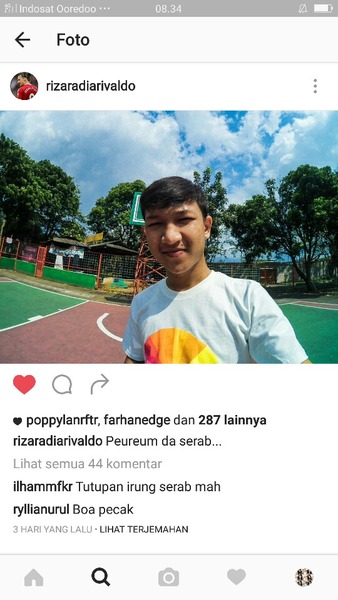 Indosat Ooredoo
08.34
Foto
rizaradiarivaldo
poppylanrftr, farhanedge dan 287 lainnya
rizaradiarivaldo Peureum da serab...
Lihat semua 44 komentar
ilhammfkr Tutupan irung serab mah
ryllianurul Boa pecak
3 HARI YANG LALU • LIHAT TERJEMAHAN